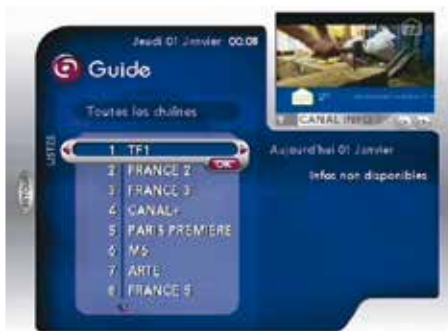 Jeudi 01 Janvier 00:08
Guide
Toutes les chaînes
LISTES
1 TF1
OK
2 FRANCE 2
3 FRANCE 3
4 CANAL+
5 PARIS PREMIERE
6 M6
7 ARTE
8 FRANCE 5
CANAL INFO
Aujourd'hui 01 Janvier
Infos non disponibles